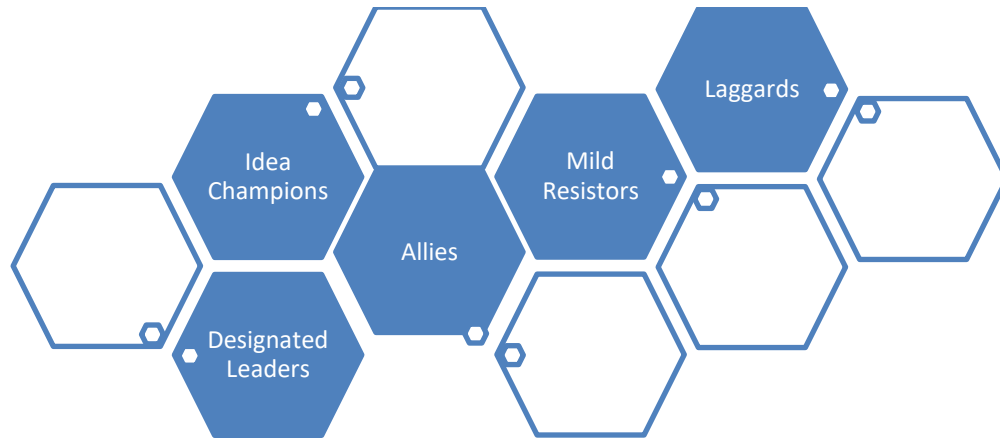 Laggards
Idea
Champions
Mild
Resistors
Allies
Designated
Leaders